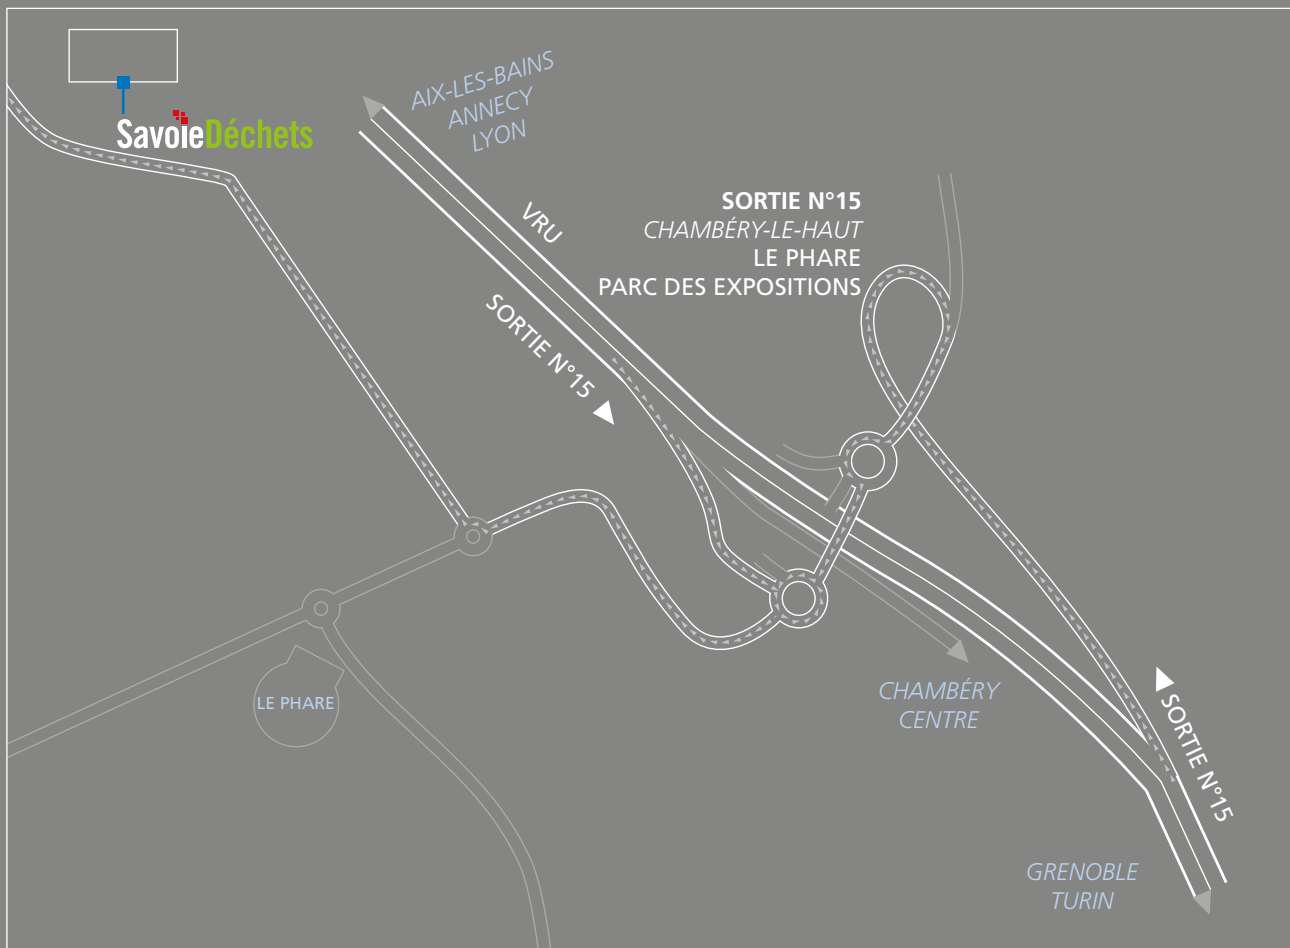 AIX-LES-BAINS
ANNECY
LYON
SavoieDéchets
VRU
SORTIE N°15
CHAMBÉRY-LE-HAUT
LE PHARE
PARC DES EXPOSITIONS
SORTIE N°15
LE PHARE
CHAMBÉRY
CENTRE
SORTIE N°15
GRENOBLE
TURIN